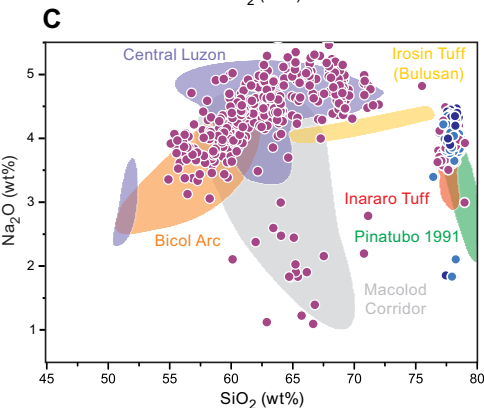 C
Central Luzon
Irosin Tuff
(Bulusan)
Inararo Tuff
Bicol Arc
Pinatubo 1991
Macolod
Corridor
Na2O (wt%)
5
4
3
2
1
45 50 55 60 65 70 75 80
SiO2 (wt%)